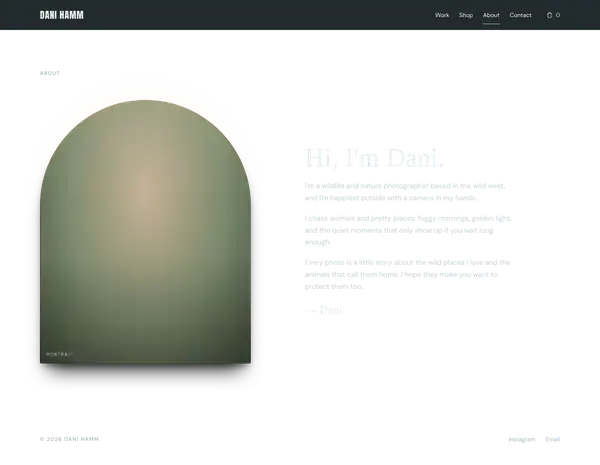 DANI HAMM
Work Shop About Contact 0
ABOUT
Hi, I'm Dani.
I'm a wildlife and nature photographer based in the wild west,
and I'm happiest outside with a camera in my hands.
I chase animals and pretty places: foggy mornings, golden light,
and the quiet moments that only show up if you wait long
enough.
Every photo is a little story about the wild places I love and the
animals that call them home. I hope they make you want to
protect them too.
— Dani
PORTRAIT
© 2026 DANI HAMM
Instagram Email